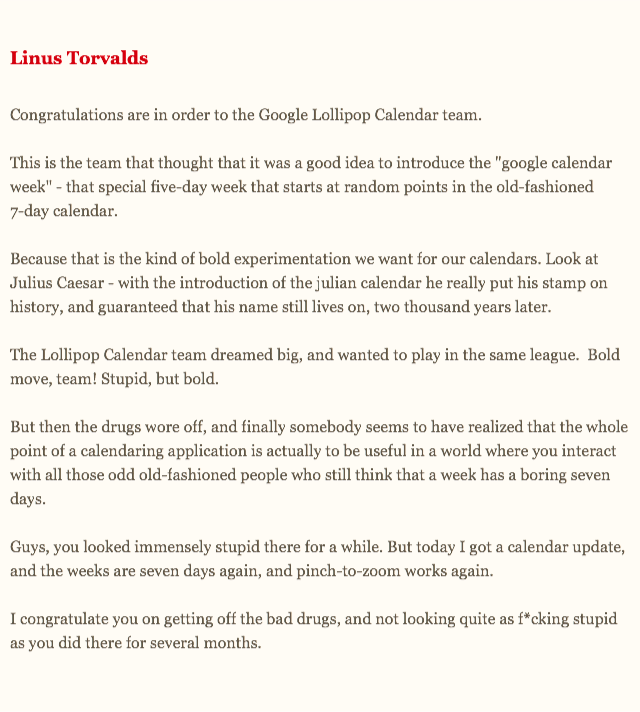 Linus Torvalds
Congratulations are in order to the Google Lollipop Calendar team.
This is the team that thought that it was a good idea to introduce the "google calendar
week" - that special five-day week that starts at random points in the old-fashioned
7-day calendar.
Because that is the kind of bold experimentation we want for our calendars. Look at
Julius Caesar - with the introduction of the julian calendar he really put his stamp on
history, and guaranteed that his name still lives on, two thousand years later.
The Lollipop Calendar team dreamed big, and wanted to play in the same league.  Bold
move, team! Stupid, but bold.
But then the drugs wore off, and finally somebody seems to have realized that the whole
point of a calendaring application is actually to be useful in a world where you interact
with all those odd old-fashioned people who still think that a week has a boring seven
days.
Guys, you looked immensely stupid there for a while. But today I got a calendar update,
and the weeks are seven days again, and pinch-to-zoom works again.
I congratulate you on getting off the bad drugs, and not looking quite as f*cking stupid
as you did there for several months.